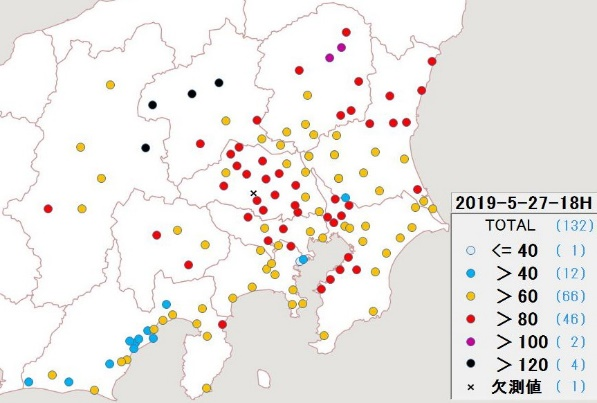 2019-5-27-18H
TOTAL (132)
<= 40 ( 1)
> 40 (12)
> 60 (66)
> 80 (46)
> 100 ( 2)
> 120 ( 4)
× 欠測値 ( 1)